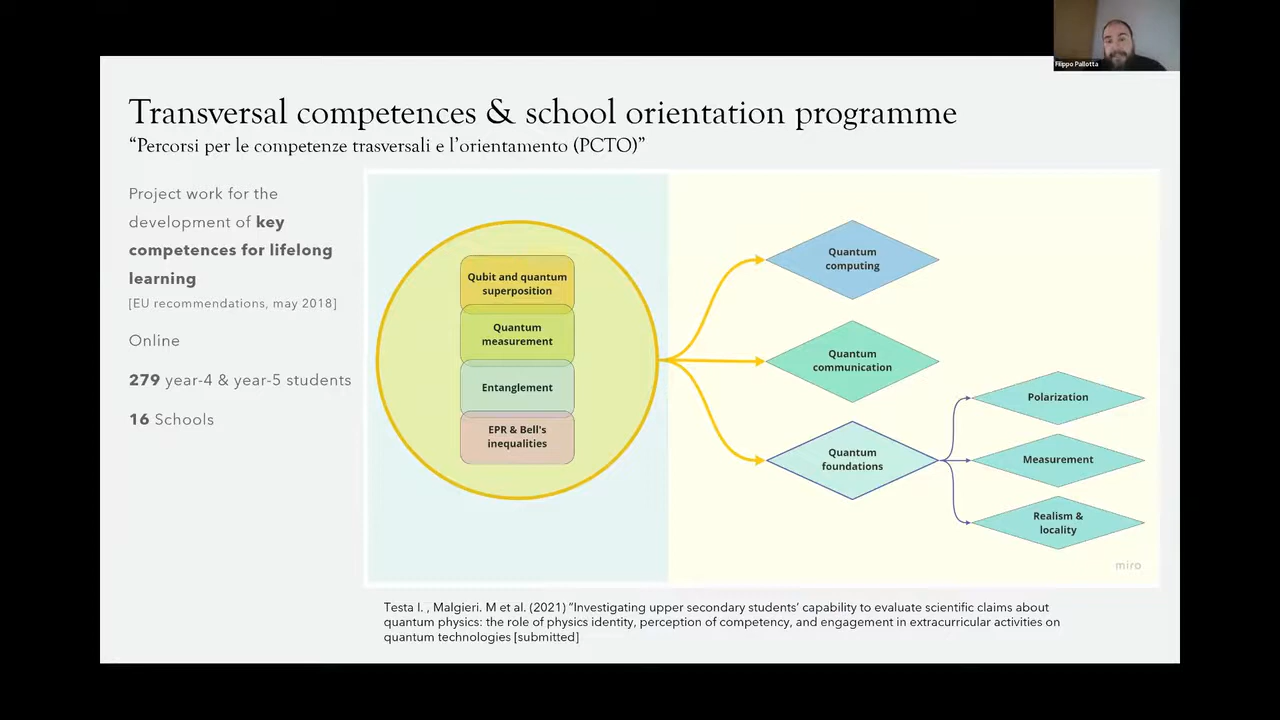 Filippo Pallotta
Transversal competences & school orientation programme
“Percorsi per le competenze trasversali e l’orientamento (PCTO)”
Project work for the
development of key
competences for lifelong
learning
[EU recommendations, may 2018]
Online
279 year-4 & year-5 students
16 Schools
Qubit and quantum
superposition
Quantum
measurement
Entanglement
EPR & Bell's
inequalities
Quantum
computing
Quantum
communication
Quantum
foundations
Polarization
Measurement
Realism &
locality
miro
Testa I. , Malgieri. M et al. (2021) “Investigating upper secondary students’ capability to evaluate scientific claims about
quantum physics: the role of physics identity, perception of competency, and engagement in extracurricular activities on
quantum technologies [submitted]